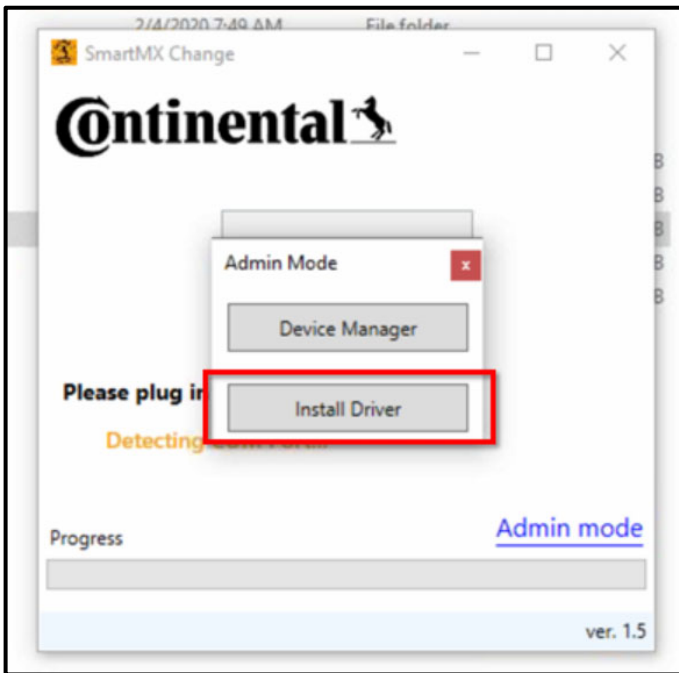 2/4/2020 7:49 AM File folder
SmartMX Change
Continental
B
B
B
B
B
Admin Mode
x
Device Manager
Please plug in
Install Driver
Detecting
Admin mode
Progress
ver. 1.5